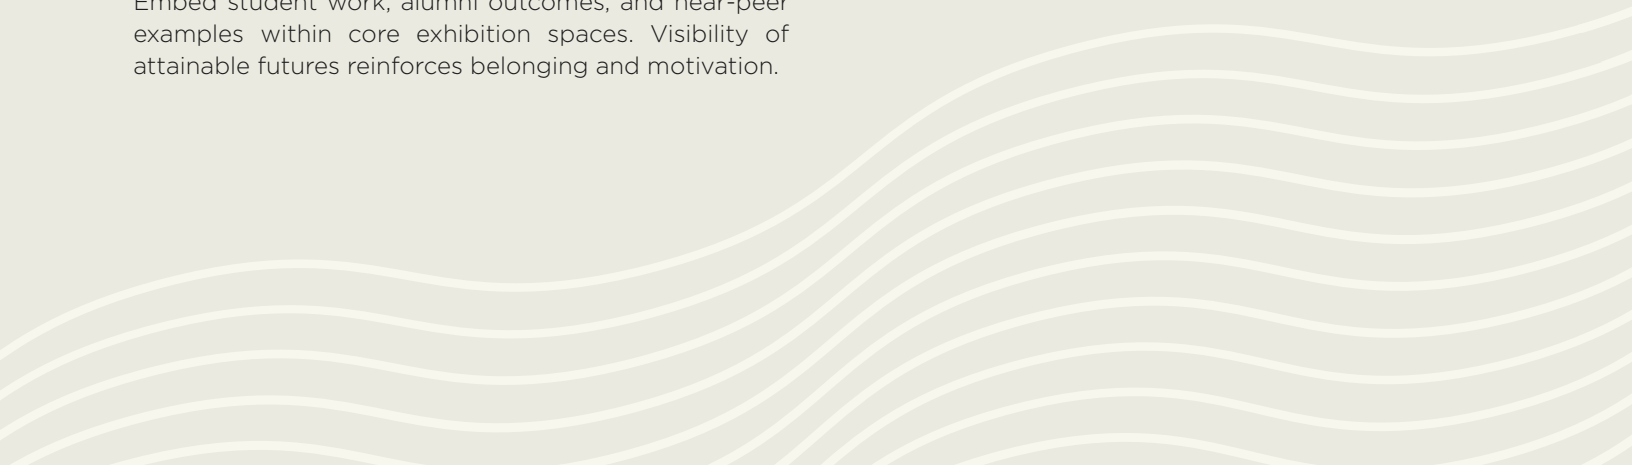 Embed student work, alumni outcomes, and near-peer
examples within core exhibition spaces. Visibility of
attainable futures reinforces belonging and motivation.